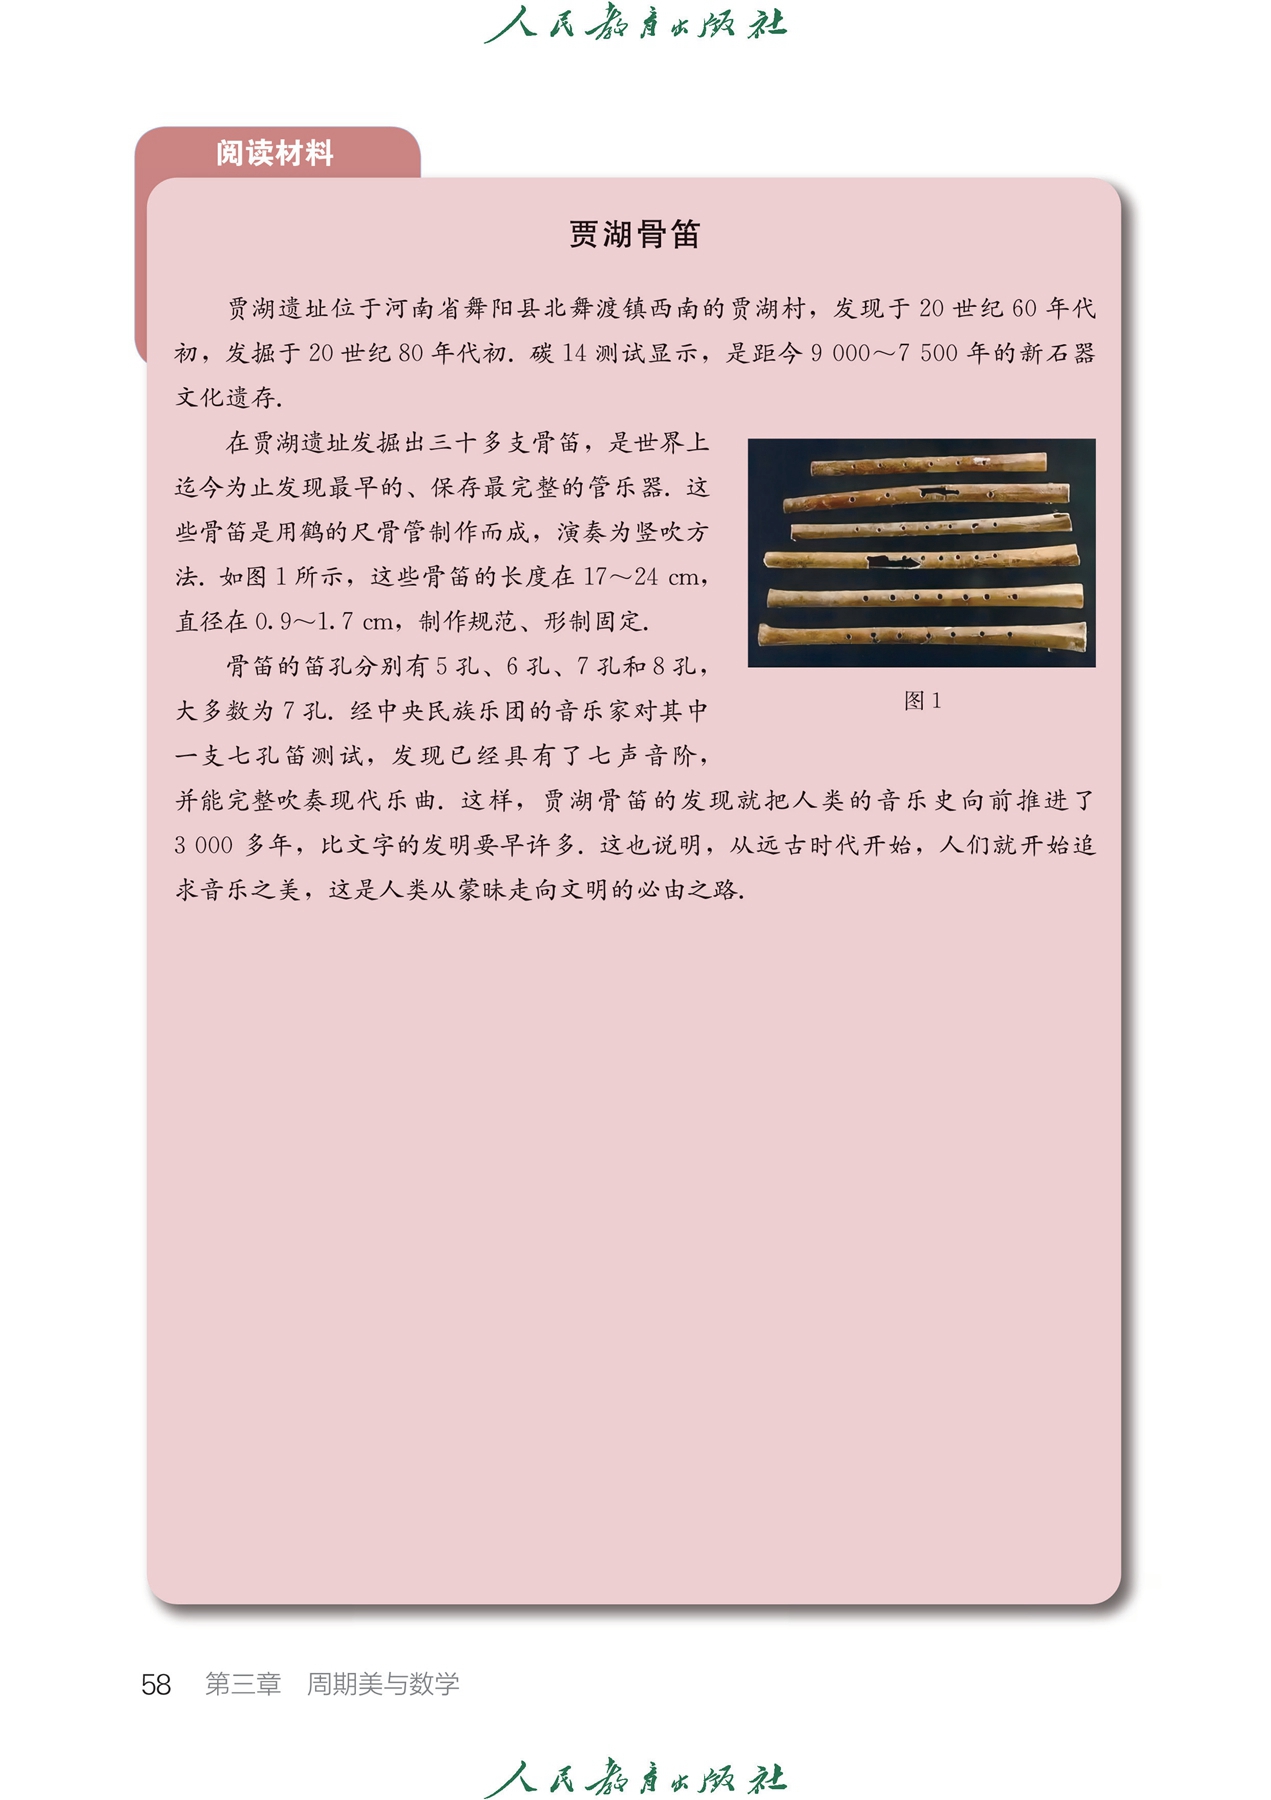 人民教育出版社
阅读材料
贾湖骨笛
贾湖遗址位于河南省舞阳县北舞渡镇西南的贾湖村，发现于 20 世纪 60 年代
初，发掘于 20 世纪 80 年代初．碳 14 测试显示，是距今 9 000～7 500 年的新石器
文化遗存．
在贾湖遗址发掘出三十多支骨笛，是世界上
迄今为止发现最早的、保存最完整的管乐器．这
些骨笛是用鹤的尺骨管制作而成，演奏为竖吹方
法．如图 1 所示，这些骨笛的长度在 17～24 cm，
直径在 0.9～1.7 cm，制作规范、形制固定．
骨笛的笛孔分别有 5 孔、6 孔、7 孔和 8 孔，
大多数为 7 孔．经中央民族乐团的音乐家对其中
一支七孔笛测试，发现已经具有了七声音阶，
并能完整吹奏现代乐曲．这样，贾湖骨笛的发现就把人类的音乐史向前推进了
3 000 多年，比文字的发明要早许多．这也说明，从远古时代开始，人们就开始追
求音乐之美，这是人类从蒙昧走向文明的必由之路．
图 1
58 第三章 周期美与数学
人民教育出版社